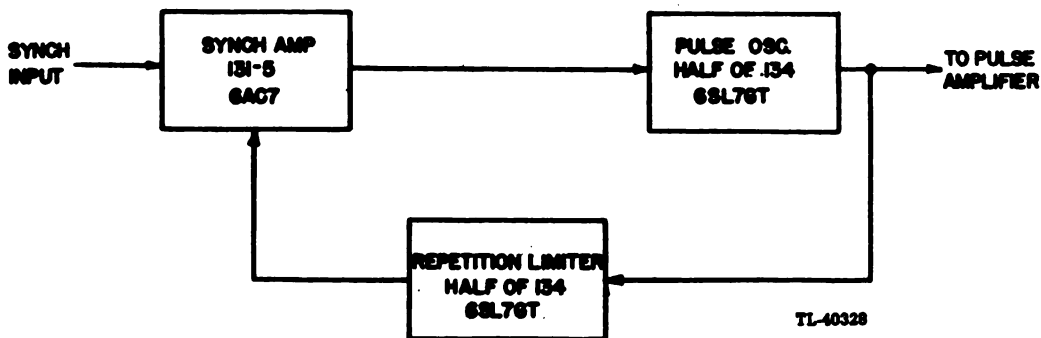 SYNCH
INPUT
SYNCH AMP
131-5
6AC7
PULSE OSC.
HALF OF 134
6SL7GT
TO PULSE
AMPLIFIER
REPETITION LIMITER
HALF OF 134
6SL7GT
TL-40328